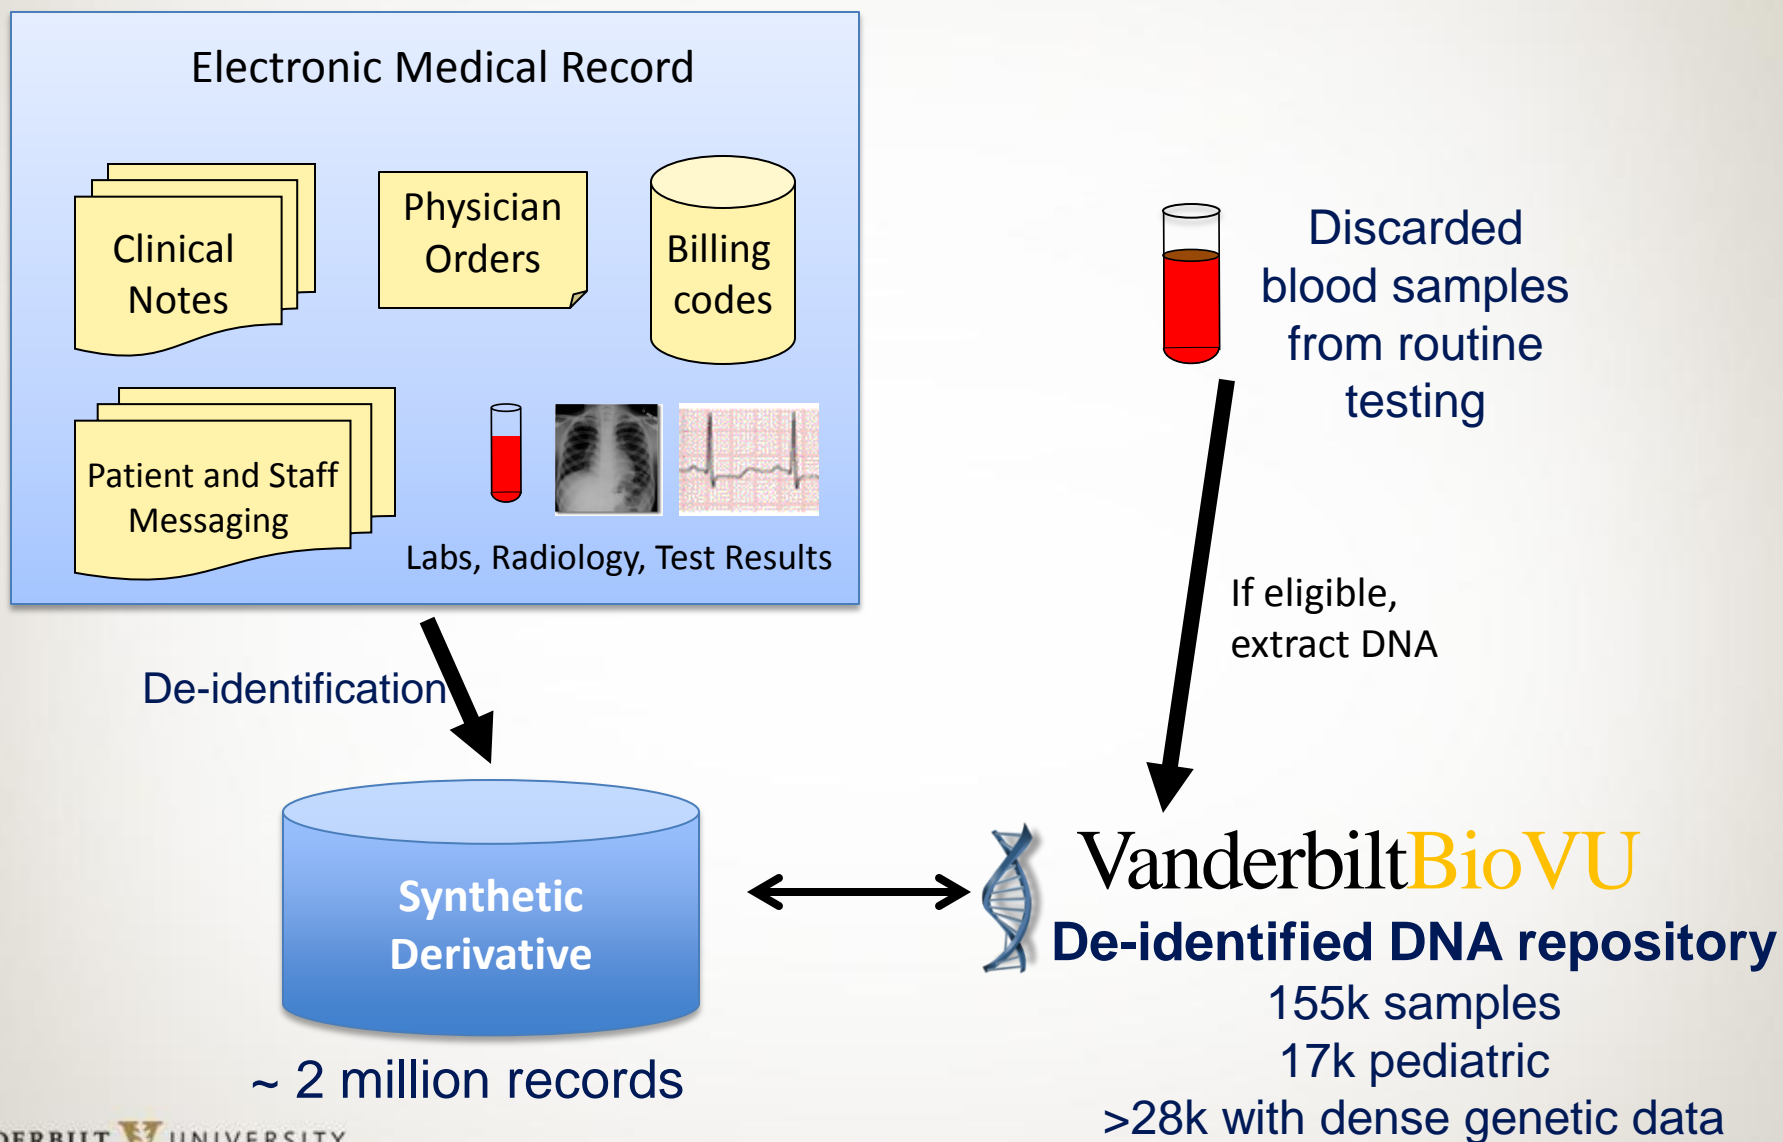 Electronic Medical Record
Clinical
Notes
Physician
Orders
Billing
codes
Patient and Staff
Messaging
Labs, Radiology, Test Results
De-identification
Synthetic
Derivative
~ 2 million records
Discarded
blood samples
from routine
testing
If eligible,
extract DNA
VanderbiltBioVU
De-identified DNA repository
155k samples
17k pediatric
>28k with dense genetic data
UNIVERSITY